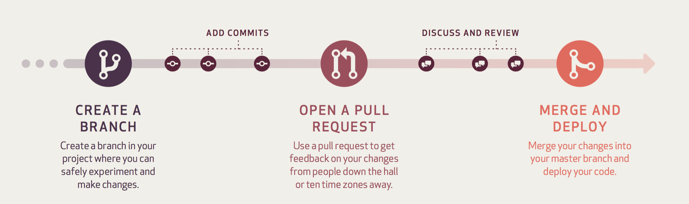 ADD COMMITS
DISCUSS AND REVIEW
CREATE A
BRANCH
Create a branch in your
project where you can
safely experiment and
make changes.
OPEN A PULL
REQUEST
Use a pull request to get
feedback on your changes
from people down the hall
or ten time zones away.
MERGE AND
DEPLOY
Merge your changes into
your master branch and
deploy your code.